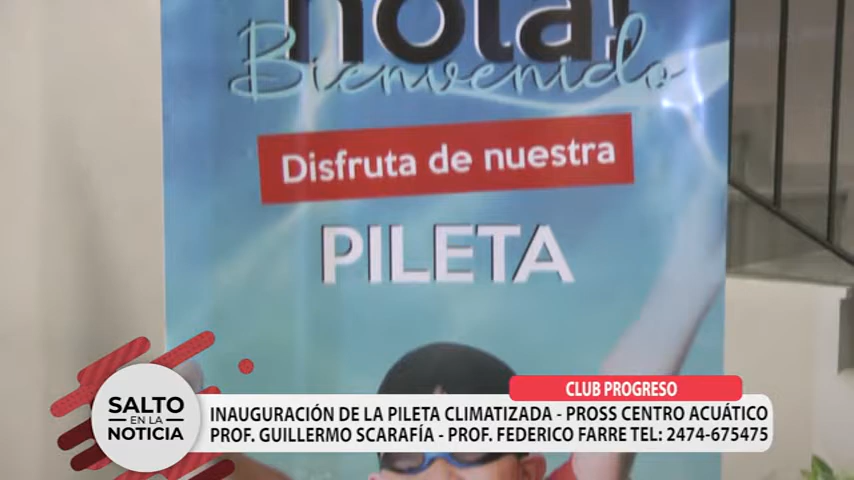 hola!
Bienvenido
Disfruta de nuestra
PILETA
CLUB PROGRESO
SALTO
EN LA
NOTICIA
INAUGURACIÓN DE LA PILETA CLIMATIZADA - PROSS CENTRO ACUÁTICO
PROF. GUILLERMO SCARAFÍA - PROF. FEDERICO FARRE TEL: 2474-675475